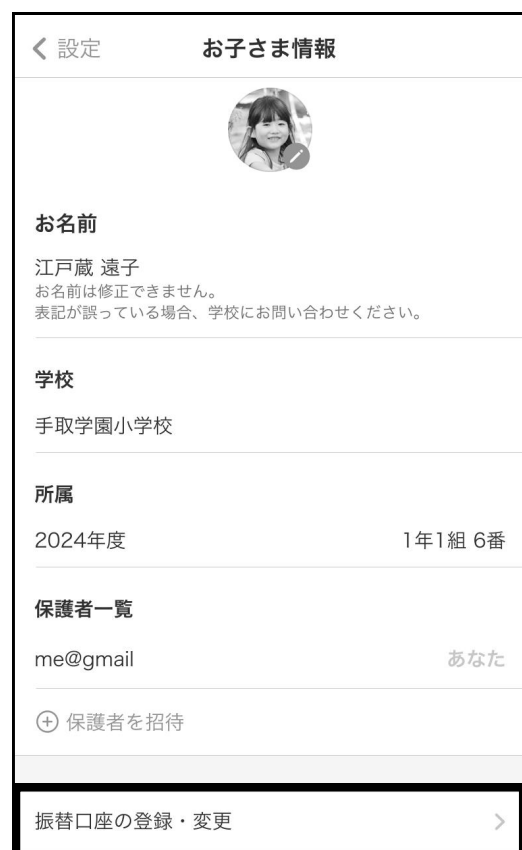 設定 お子さま情報
お名前
江戸蔵 遠子
お名前は修正できません。
表記が誤っている場合、学校にお問い合わせください。
学校
手取学園小学校
所属
2024年度 1年1組 6番
保護者一覧
me@gmail あなた
保護者を招待
振替口座の登録・変更